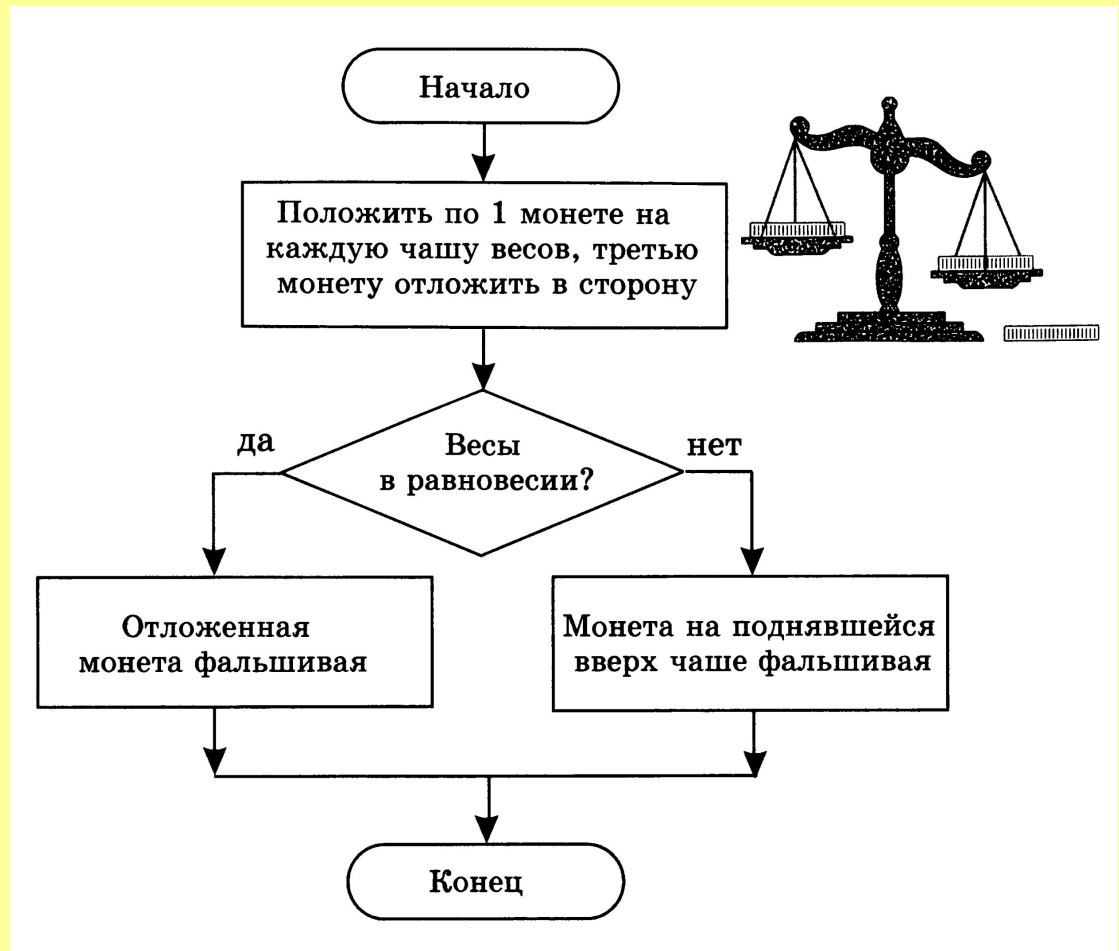 Начало
Положить по 1 монете на
каждую чашу весов, третью
монету отложить в сторону
да
Весы
в равновесии?
нет
Отложенная
монета фальшивая
Монета на поднявшейся
вверх чаше фальшивая
Конец